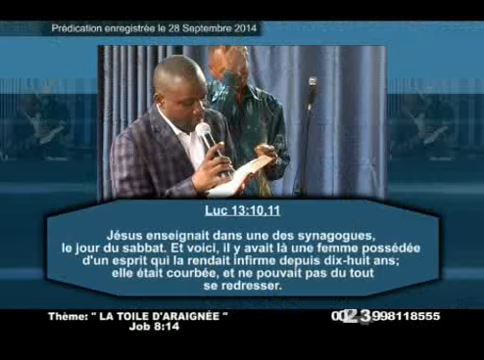 Prédication enregistrée le 28 Septembre 2014
Luc 13:10,11
Jésus enseignait dans une des synagogues,
le jour du sabbat. Et voici, il y avait là une femme possédée
d'un esprit qui la rendait infirme depuis dix-huit ans;
elle était courbée, et ne pouvait pas du tout
se redresser.
Thème: " LA TOILE D'ARAIGNÉE "
Job 8:14